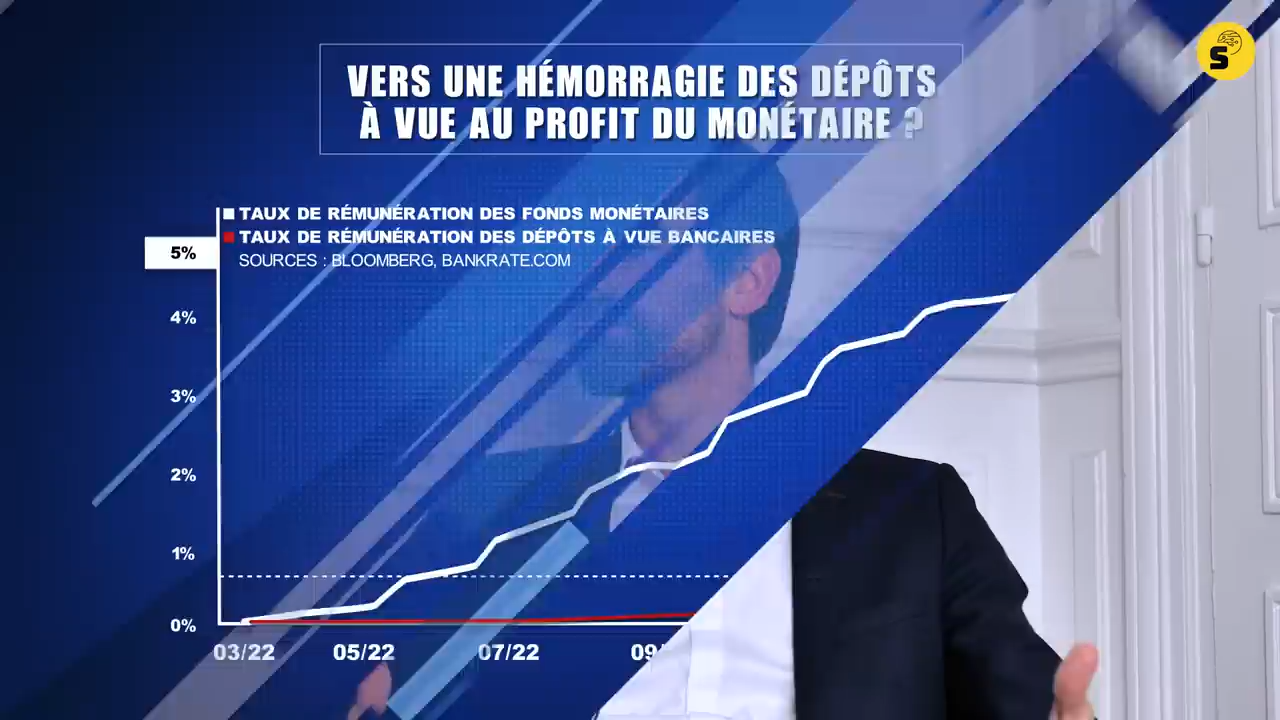 S
VERS UNE HÉMORRAGIE DES DÉPÔTS
À VUE AU PROFIT DU MONÉTAIRE ?
TAUX DE RÉMUNÉRATION DES FONDS MONÉTAIRES
TAUX DE RÉMUNÉRATION DES DÉPÔTS À VUE BANCAIRES
SOURCES : BLOOMBERG, BANKRATE.COM
5%
4%
3%
2%
1%
0%
03/22 05/22 07/22